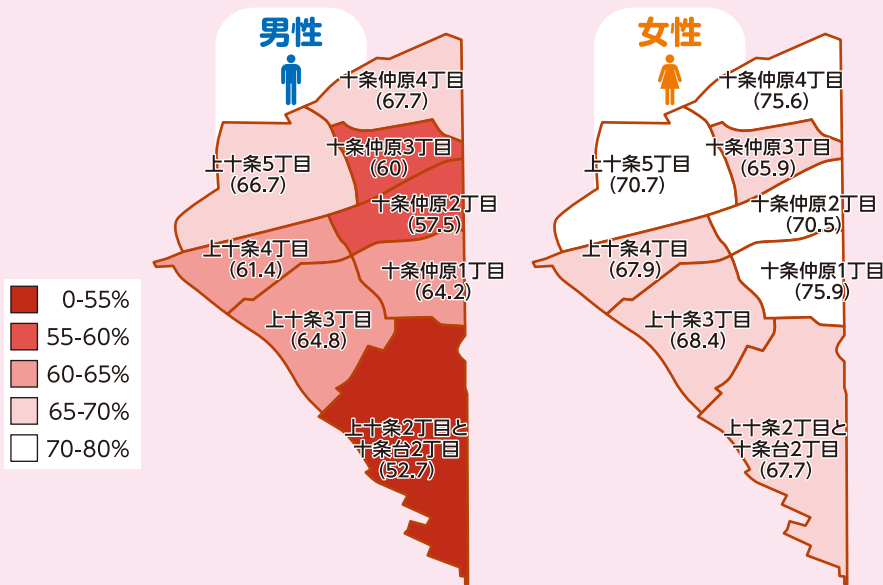 男性
十条仲原4丁目
(67.7)
十条仲原3丁目
(60)
上十条5丁目
(66.7)
十条仲原2丁目
(57.5)
上十条4丁目
(61.4)
十条仲原1丁目
(64.2)
上十条3丁目
(64.8)
上十条2丁目と
十条台2丁目
(52.7)
女性
十条仲原4丁目
(75.6)
十条仲原3丁目
(65.9)
上十条5丁目
(70.7)
十条仲原2丁目
(70.5)
上十条4丁目
(67.9)
十条仲原1丁目
(75.9)
上十条3丁目
(68.4)
上十条2丁目と
十条台2丁目
(67.7)
0-55%
55-60%
60-65%
65-70%
70-80%